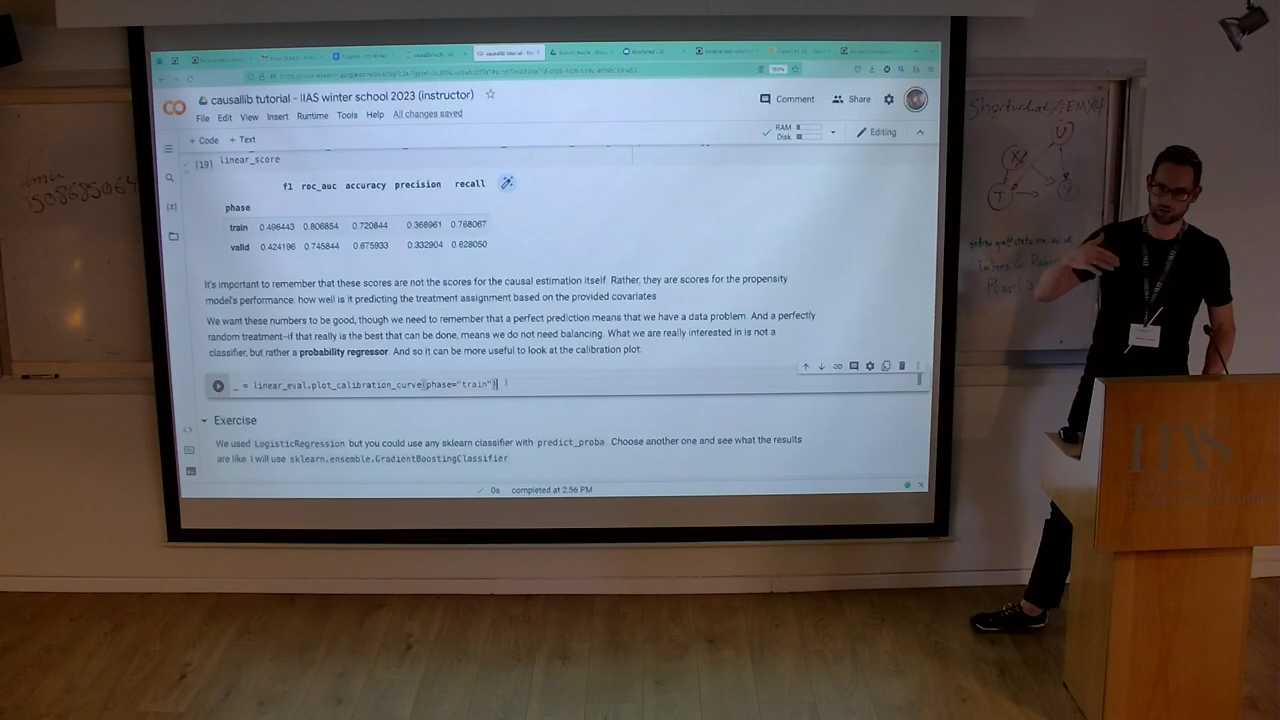 causallib tutorial - IIAS winter school 2023 (instructor)
Comment
Share
File Edit View Insert Runtime Tools Help All changes saved
+ Code + Text
RAM
Disk
Editing
[19] linear_score
f1 roc_auc accuracy precision recall
phase
train 0.496443 0.806854 0.720844 0.366961 0.768067
valid 0.424196 0.745844 0.675933 0.332904 0.628050
It's important to remember that these scores are not the scores for the causal estimation itself. Rather, they are scores for the propensity
model's performance: how well is it predicting the treatment assignment based on the provided covariates
We want these numbers to be good, though we need to remember that a perfect prediction means that we have a data problem. And a perfectly
random treatment–if that really is the best that can be done, means we do not need balancing. What we are really interested in is not a
classifier, but rather a probability regressor. And so it can be more useful to look at the calibration plot:
_ = linear_eval.plot_calibration_curve(phase="train")
Exercise
We used LogisticRegression but you could use any sklearn classifier with predict_proba. Choose another one and see what the results
are like. I will use sklearn.ensemble.GradientBoostingClassifier
0s completed at 2:56 PM
U
X
T
Y
IIAS